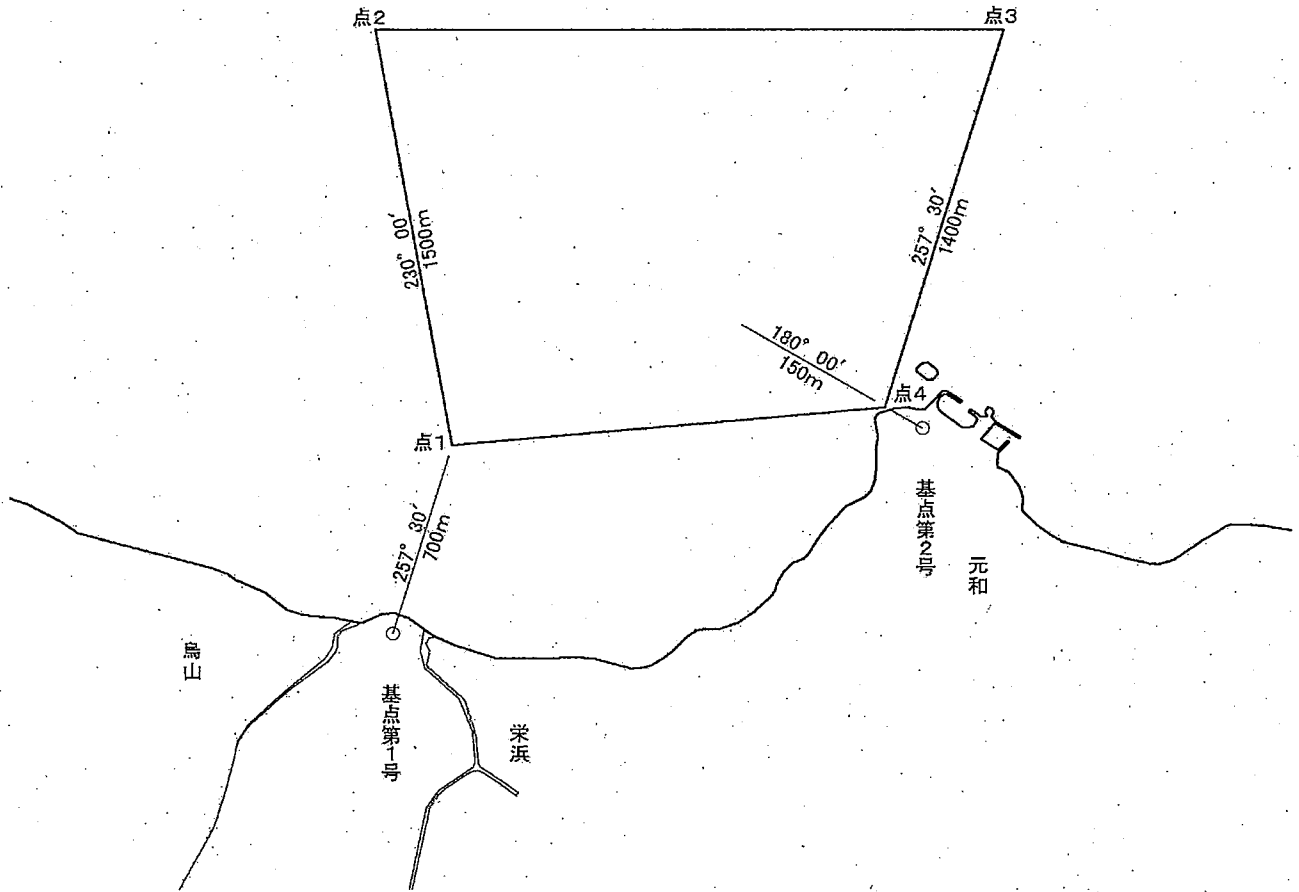 点2
点3
230° 00′
1500m
257° 30′
1400m
180° 00′
150m
点4
点1
257° 30′
700m
基点第2号
元和
鳥山
基点第1号
栄浜